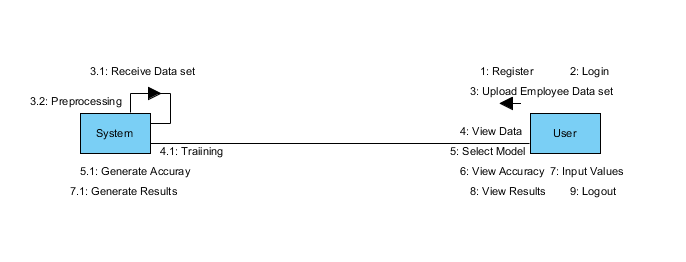 3.1: Receive Data set
1: Register
2: Login
3: Upload Employee Data set
3.2: Preprocessing
System
4: View Data
User
4.1: Traiining
5: Select Model
5.1: Generate Accuray
6: View Accuracy
7: Input Values
7.1: Generate Results
8: View Results
9: Logout